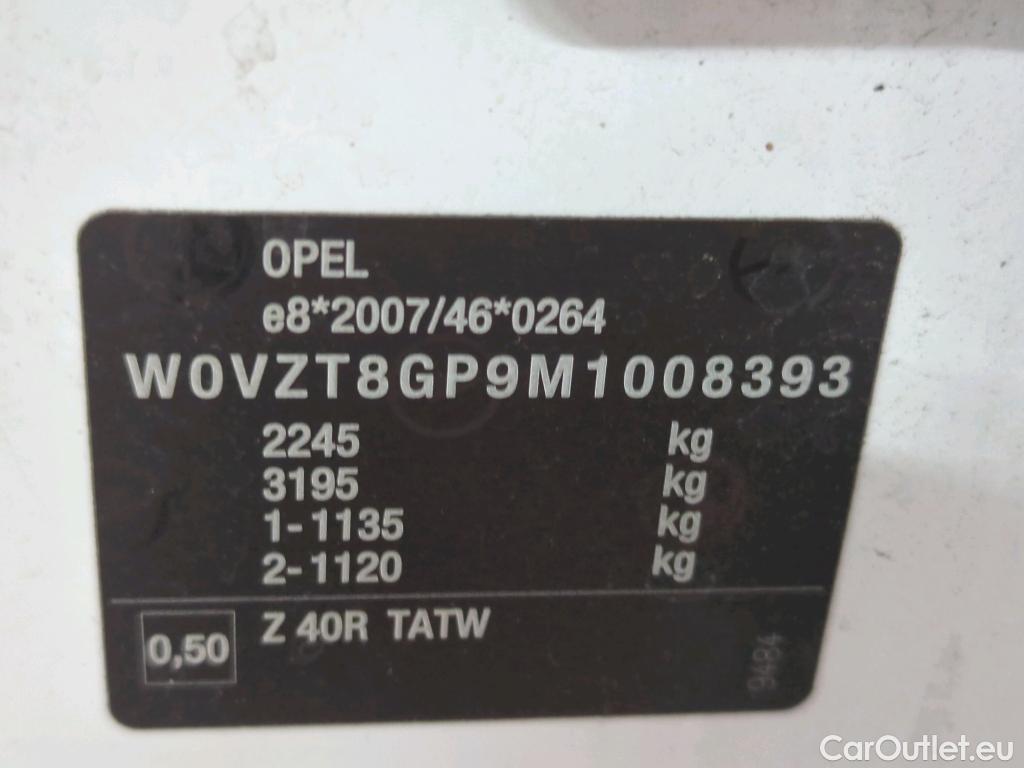 OPEL
e8*2007/46*0264
W0VZT8GP9M1008393
2245 kg
3195 kg
1-1135 kg
2-1120 kg
0,50 Z 40R TATW
9484
CarOutlet.eu